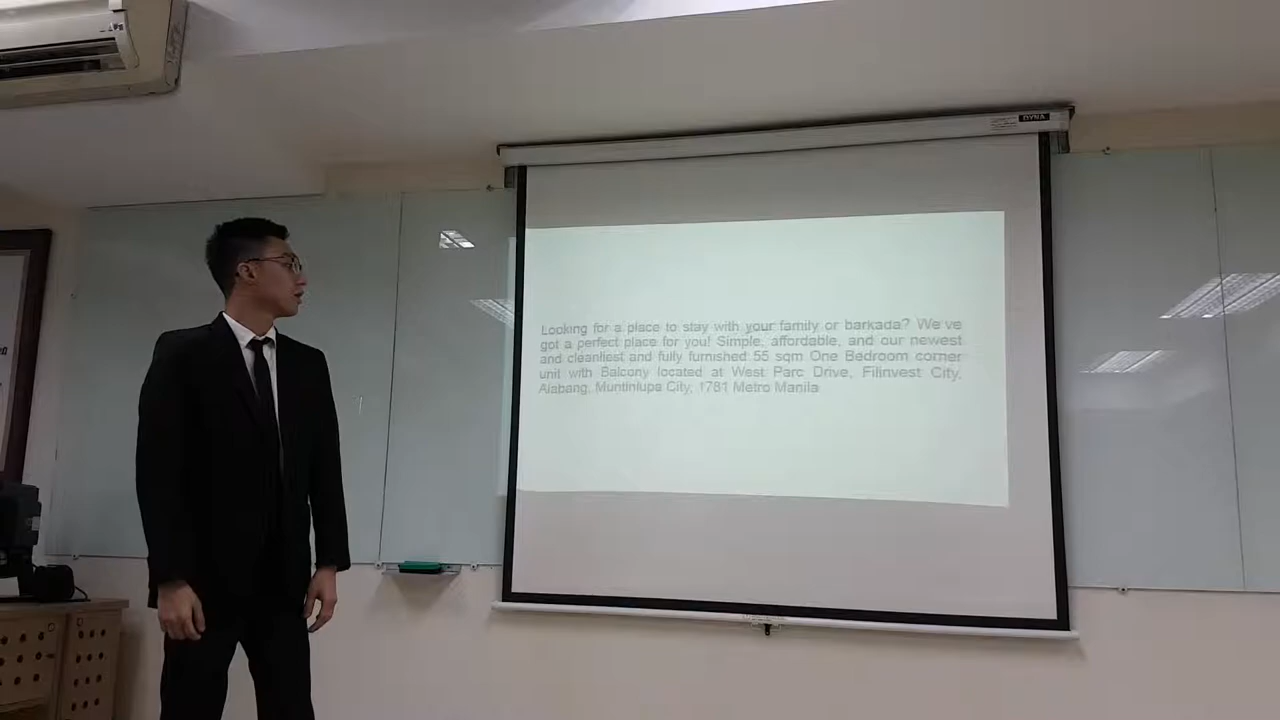 DYNA
Looking for a place to stay with your family or barkada? We've
got a perfect place for you! Simple, affordable, and our newest
and cleanliest and fully furnished 55 sqm One Bedroom corner
unit with Balcony located at West Parc Drive, Filinvest City,
Alabang, Muntinlupa City, 1781 Metro Manila